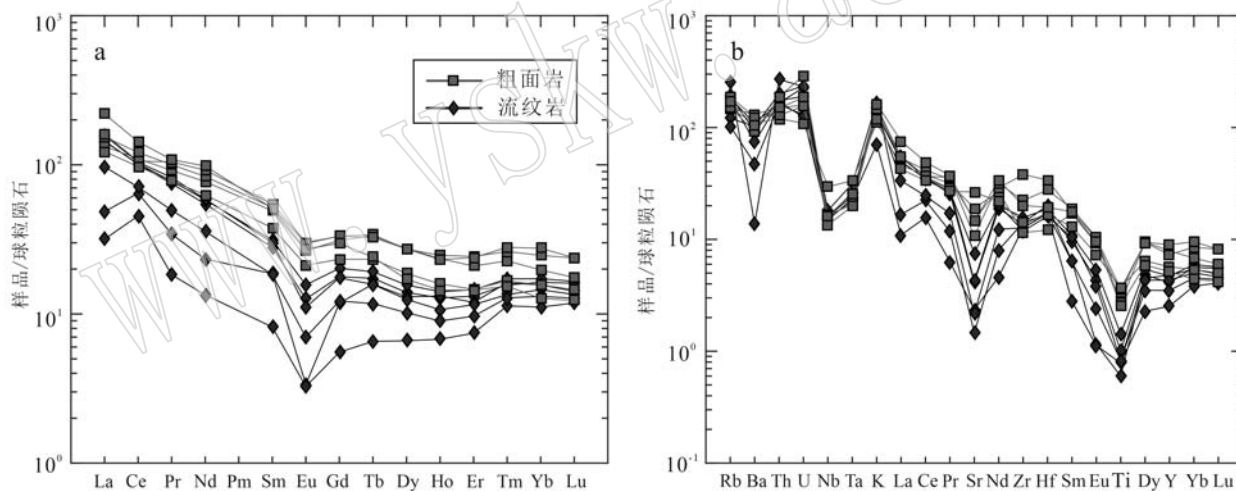 a
粗面岩
流纹岩
样品/球粒陨石
10³
10²
10¹
10⁰
La Ce Pr Nd Pm Sm Eu Gd Tb Dy Ho Er Tm Yb Lu
b
样品/球粒陨石
10³
10²
10¹
10⁰
10⁻¹
Rb Ba Th U Nb Ta K La Ce Pr Sr Nd Zr Hf Sm Eu Ti Dy Y Yb Lu
www.yskw.